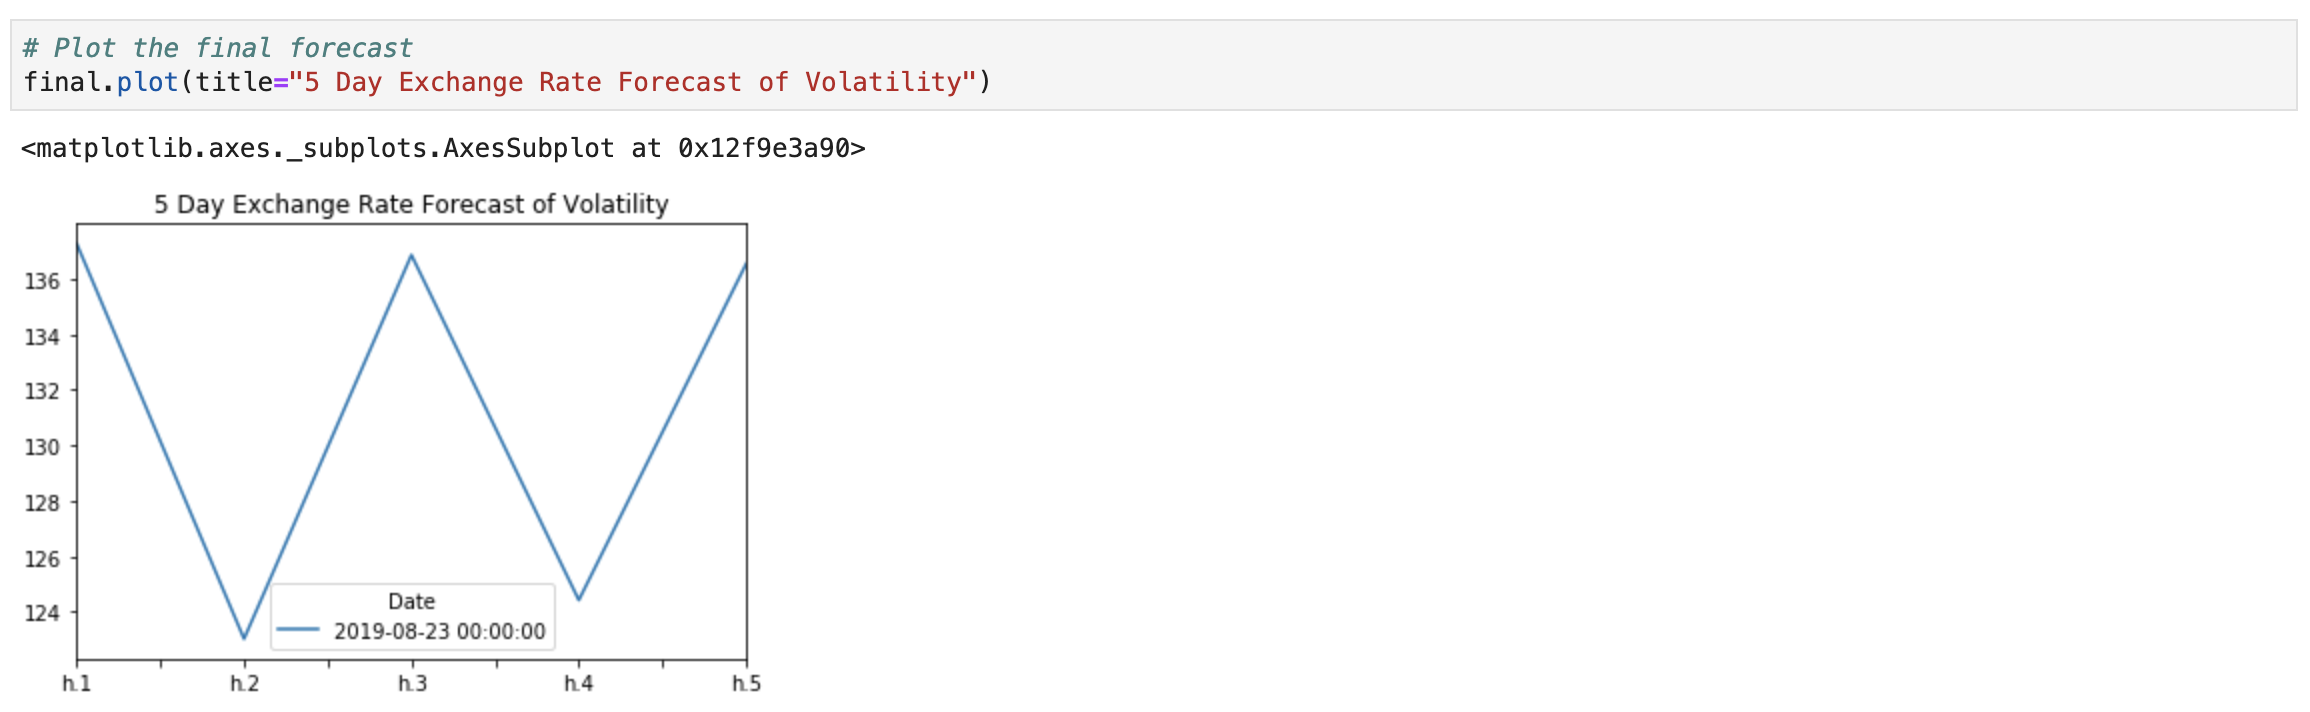 # Plot the final forecast
final.plot(title="5 Day Exchange Rate Forecast of Volatility")
<matplotlib.axes._subplots.AxesSubplot at 0x12f9e3a90>
5 Day Exchange Rate Forecast of Volatility
136
134
132
130
128
126
124
Date
2019-08-23 00:00:00
h.1 h.2 h.3 h.4 h.5